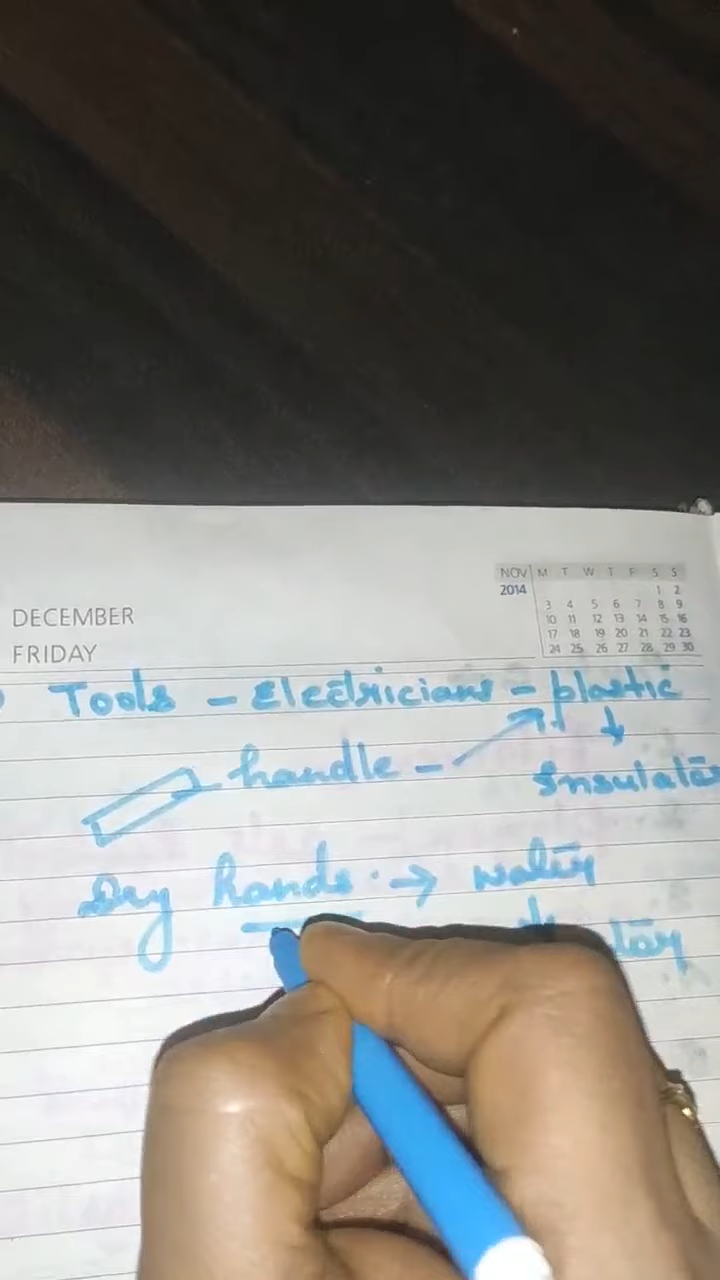 DECEMBER
FRIDAY
NOV 2014
M T W T F S S
1 2
3 4 5 6 7 8 9
10 11 12 13 14 15 16
17 18 19 20 21 22 23
24 25 26 27 28 29 30
Tools - Electricians - plastic
handle - Insulator
Dry hands. → water